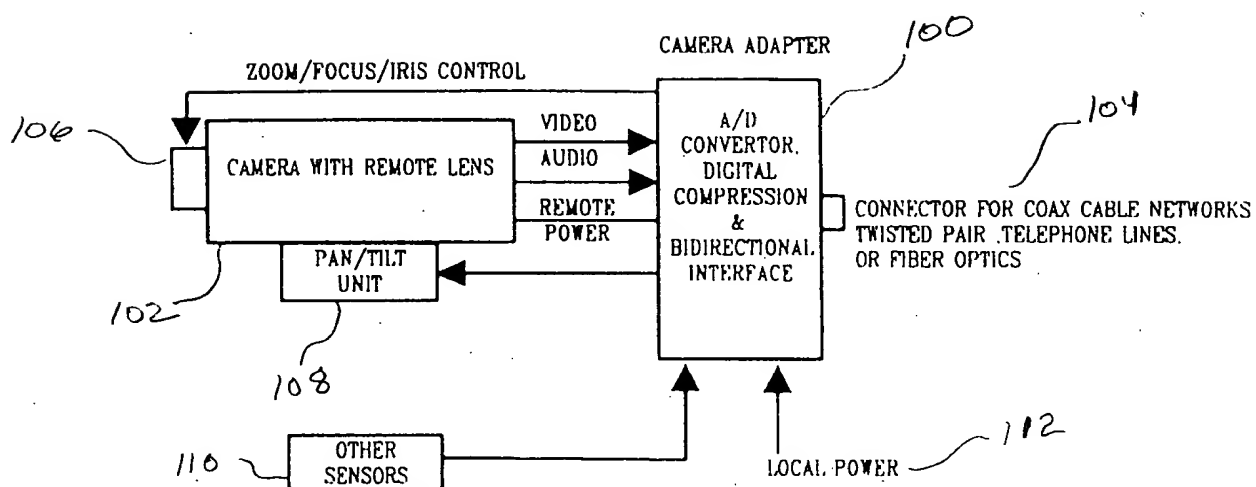 CAMERA ADAPTER
100
ZOOM/FOCUS/IRIS CONTROL
106
CAMERA WITH REMOTE LENS
VIDEO
AUDIO
REMOTE
POWER
A/D
CONVERTOR,
DIGITAL
COMPRESSION
&
BIDIRECTIONAL
INTERFACE
104
CONNECTOR FOR COAX CABLE NETWORKS
TWISTED PAIR ,TELEPHONE LINES,
OR FIBER OPTICS
PAN/TILT
UNIT
102
108
110
OTHER
SENSORS
LOCAL POWER
112